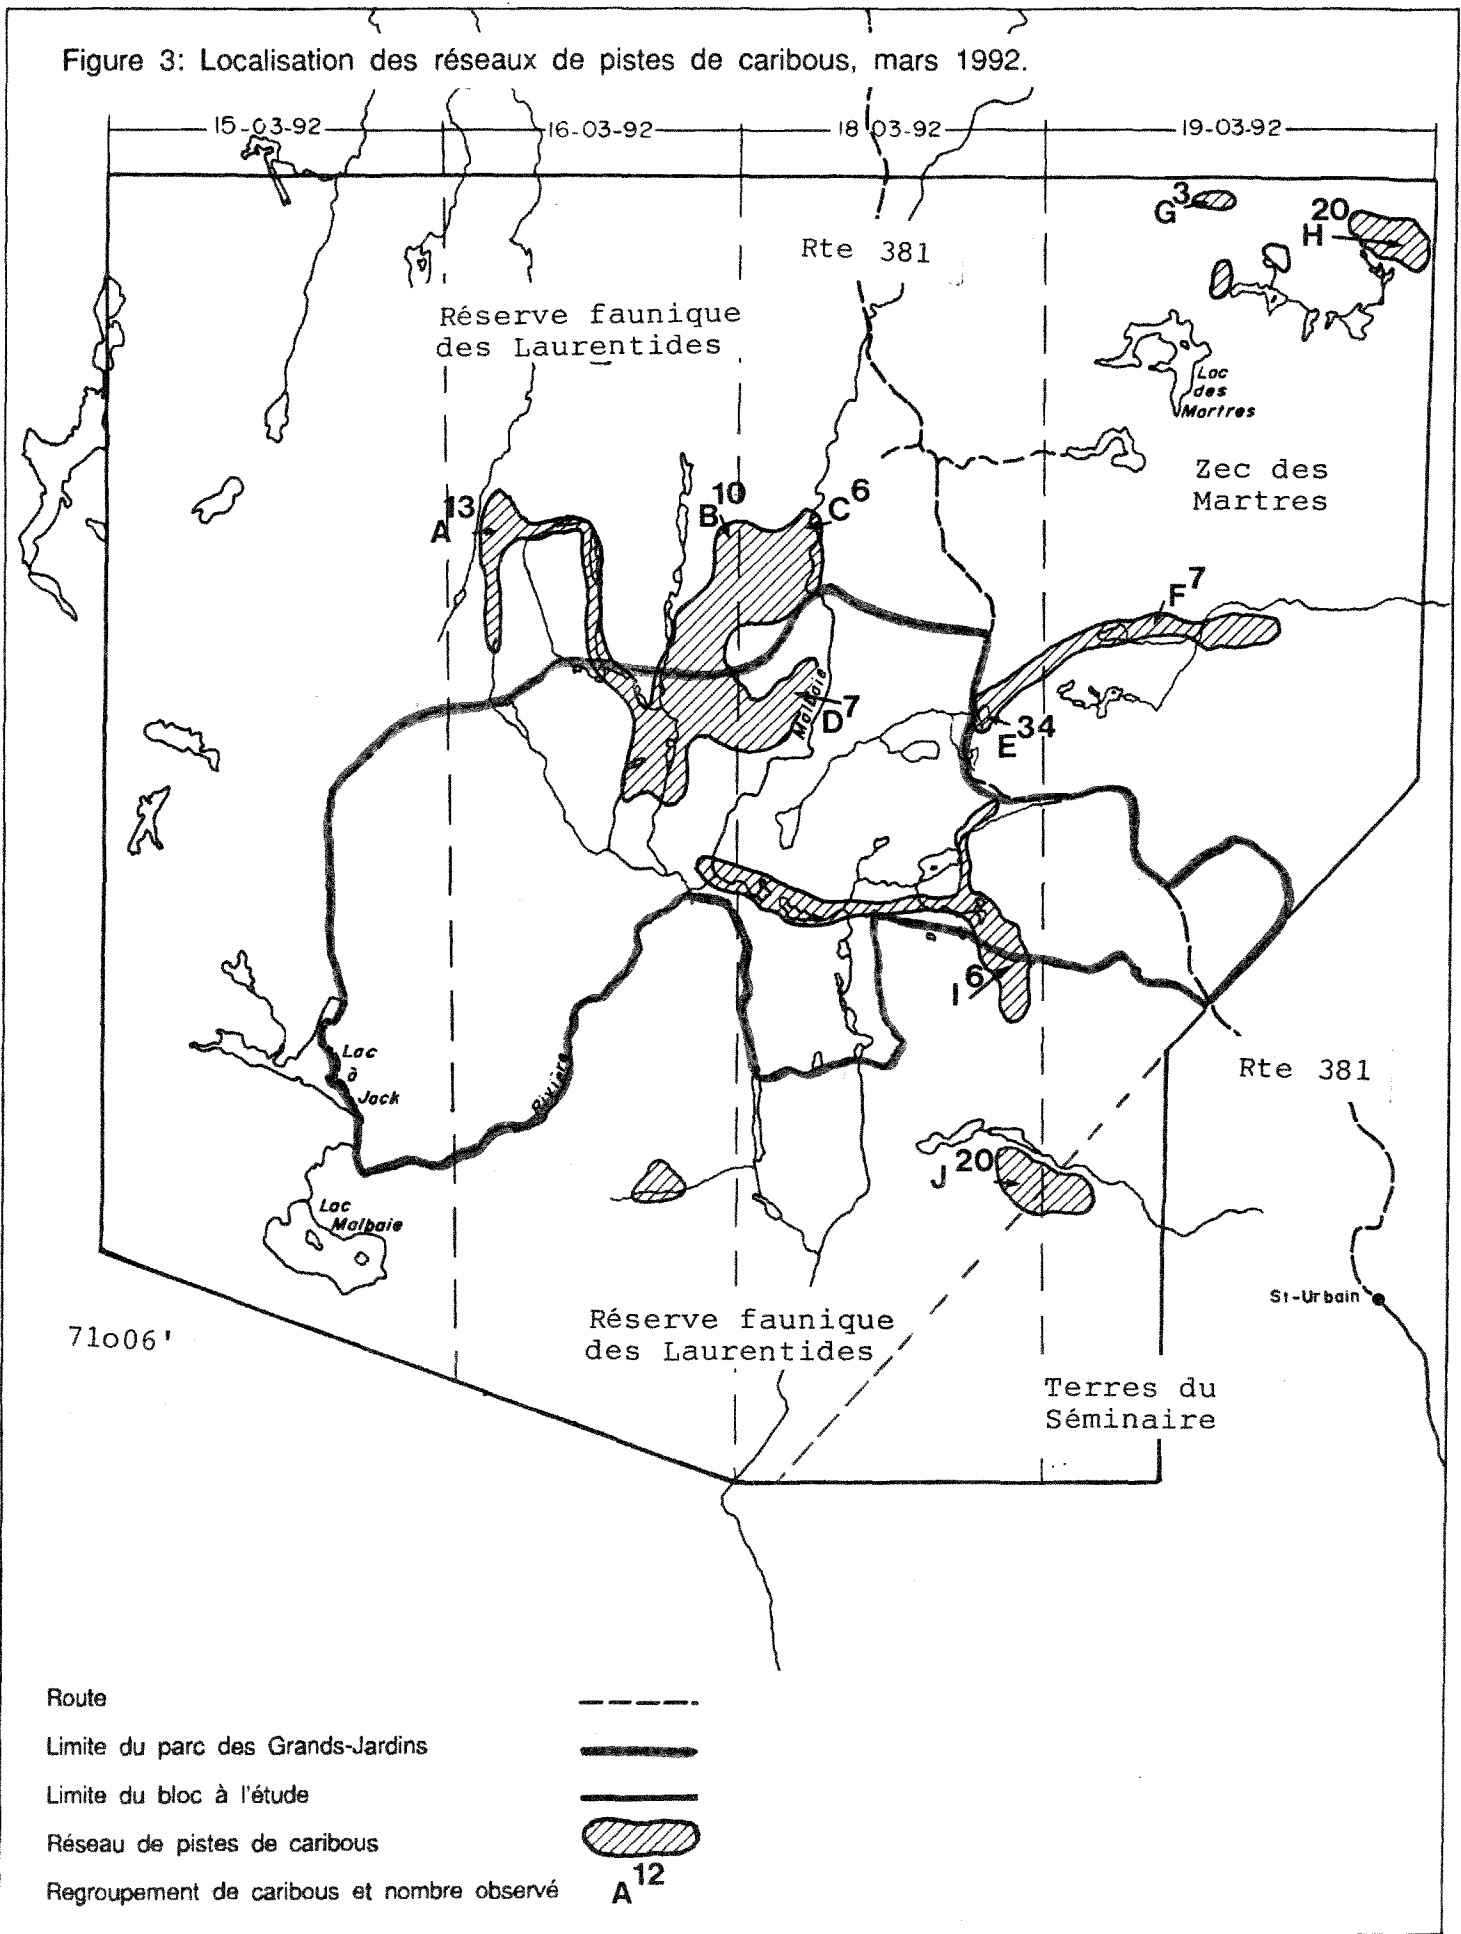 Figure 3: Localisation des réseaux de pistes de caribous, mars 1992.
15-03-92
16-03-92
18-03-92
19-03-92
G3
H20
Rte 381
Réserve faunique
des Laurentides
Lac
des
Martres
Zec des
Martres
A13
B10
C6
F7
Malbaie
D7
E34
I6
Lac
à
Jack
Rivière
Rte 381
J20
Lac
Malbaie
St-Urbain
Réserve faunique
des Laurentides
71o06'
Terres du
Séminaire
Route
Limite du parc des Grands-Jardins
Limite du bloc à l'étude
Réseau de pistes de caribous
Regroupement de caribous et nombre observé A12